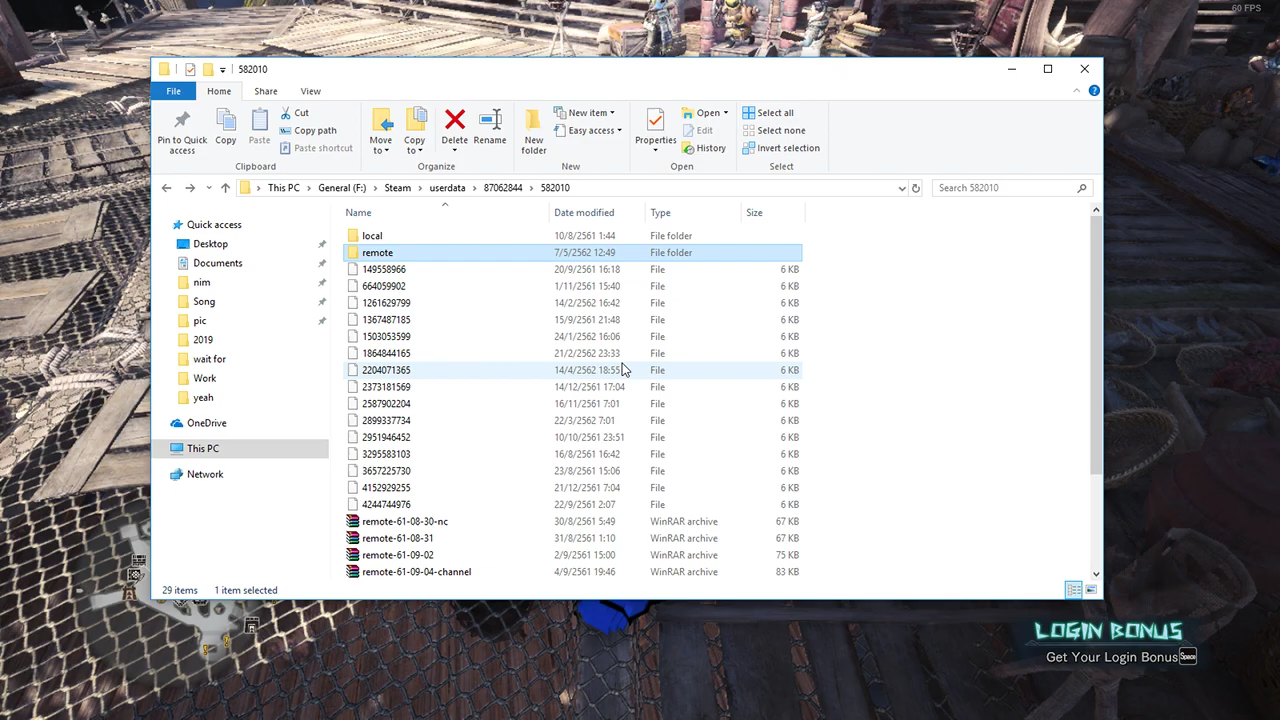 60 FPS
582010
File Home Share View
Pin to Quick access
Copy
Paste
Cut
Copy path
Paste shortcut
Clipboard
Move to
Copy to
Delete
Rename
Organize
New folder
New item
Easy access
New
Properties
Open
Edit
History
Open
Select all
Select none
Invert selection
Select
This PC > General (F:) > Steam > userdata > 87062844 > 582010
Search 582010
Quick access
Desktop
Documents
nim
Song
pic
2019
wait for
Work
yeah
OneDrive
This PC
Network
Name Date modified Type Size
local 10/8/2561 1:44 File folder
remote 7/5/2562 12:49 File folder
149558966 20/9/2561 16:18 File 6 KB
664059902 1/11/2561 15:40 File 6 KB
1261629799 14/2/2562 16:42 File 6 KB
1367487185 15/9/2561 21:48 File 6 KB
1503053599 24/1/2562 16:06 File 6 KB
1864844165 21/2/2562 23:33 File 6 KB
2204071365 14/4/2562 18:55 File 6 KB
2373181569 14/12/2561 17:04 File 6 KB
2587902204 16/11/2561 7:01 File 6 KB
2899337734 22/3/2562 7:01 File 6 KB
2951946452 10/10/2561 23:51 File 6 KB
3295583103 16/8/2561 16:42 File 6 KB
3657225730 23/8/2561 15:06 File 6 KB
4152929255 21/12/2561 7:04 File 6 KB
4244744976 22/9/2561 2:07 File 6 KB
remote-61-08-30-nc 30/8/2561 5:49 WinRAR archive 67 KB
remote-61-08-31 31/8/2561 1:10 WinRAR archive 67 KB
remote-61-09-02 2/9/2561 15:00 WinRAR archive 75 KB
remote-61-09-04-channel 4/9/2561 19:46 WinRAR archive 83 KB
29 items 1 item selected
LOGIN BONUS
Get Your Login Bonus Space